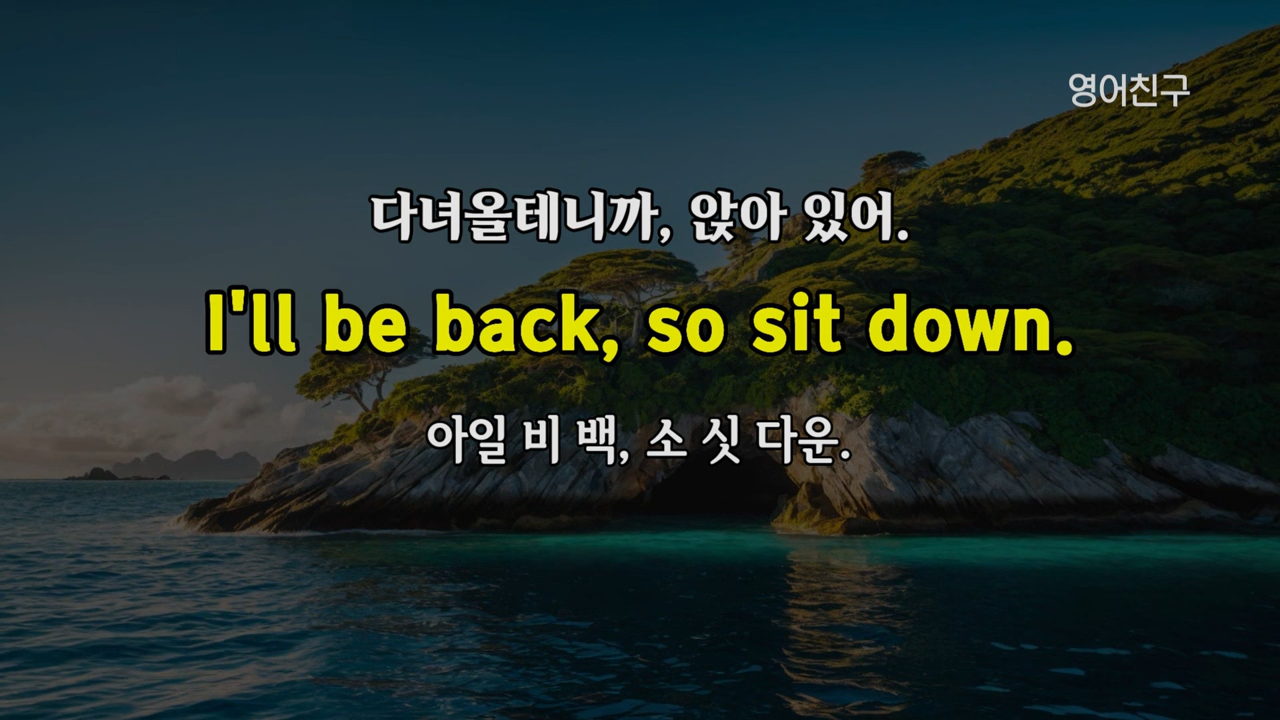 영어친구
다녀올테니까, 앉아 있어.
I'll be back, so sit down.
아일 비 백, 소 싯 다운.